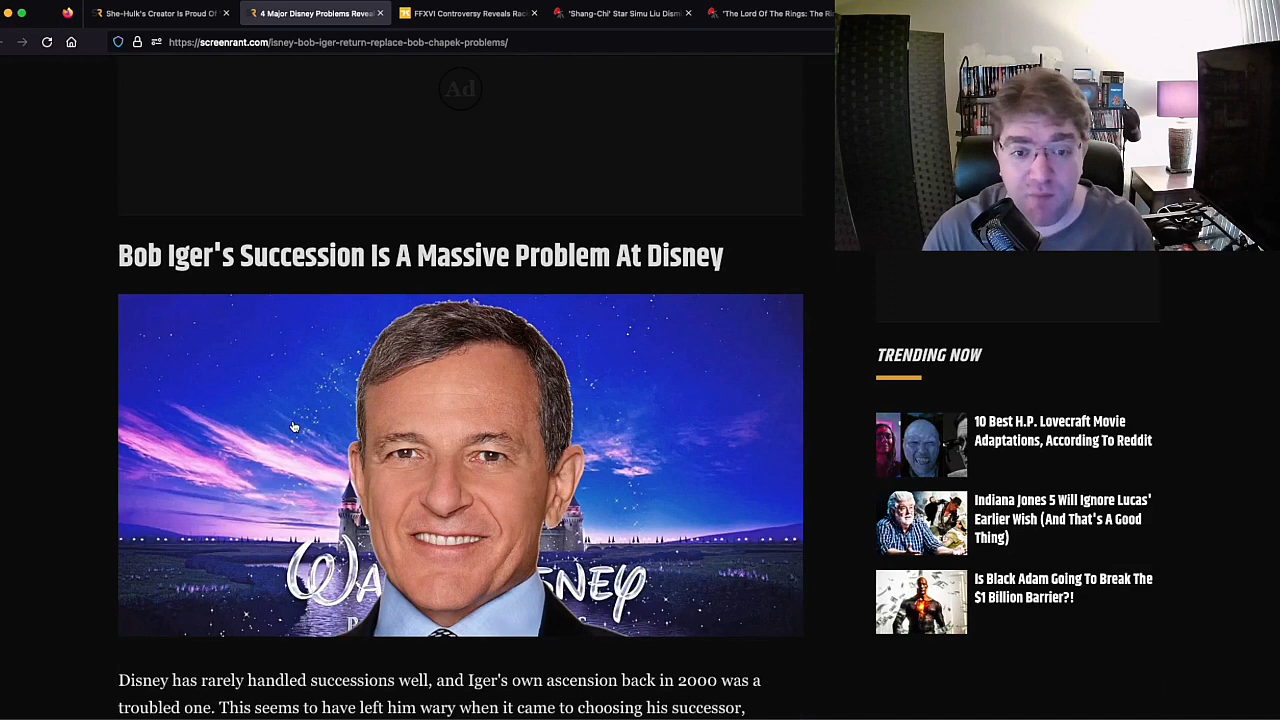 She-Hulk's Creator Is Proud Of
4 Major Disney Problems Revea
FFXVI Controversy Reveals Rac
'Shang-Chi' Star Simu Liu Dism
'The Lord Of The Rings: The Ri
https://screenrant.com/isney-bob-iger-return-replace-bob-chapek-problems/
Ad
Bob Iger's Succession Is A Massive Problem At Disney
TRENDING NOW
10 Best H.P. Lovecraft Movie
Adaptations, According To Reddit
Indiana Jones 5 Will Ignore Lucas'
Earlier Wish (And That's A Good
Thing)
Is Black Adam Going To Break The
$1 Billion Barrier?!
Disney has rarely handled successions well, and Iger's own ascension back in 2000 was a
troubled one. This seems to have left him wary when it came to choosing his successor,